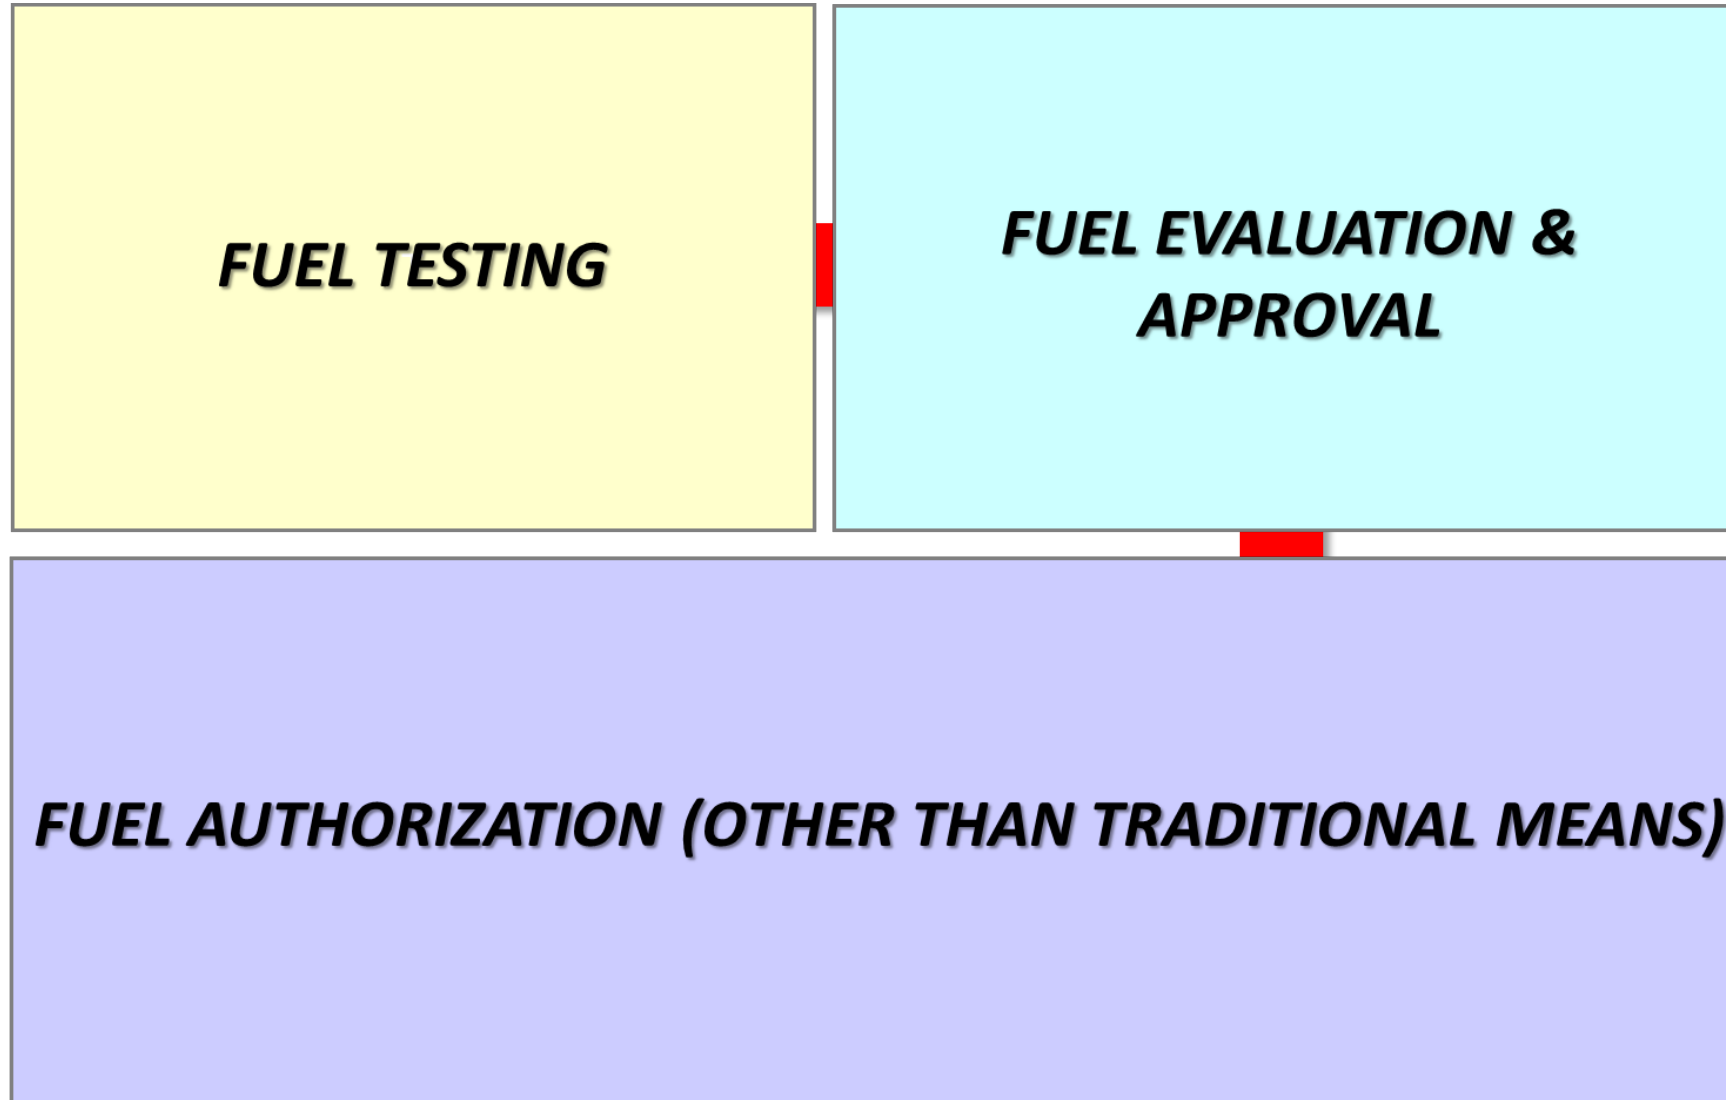 FUEL TESTING
FUEL EVALUATION &
APPROVAL
FUEL AUTHORIZATION (OTHER THAN TRADITIONAL MEANS)